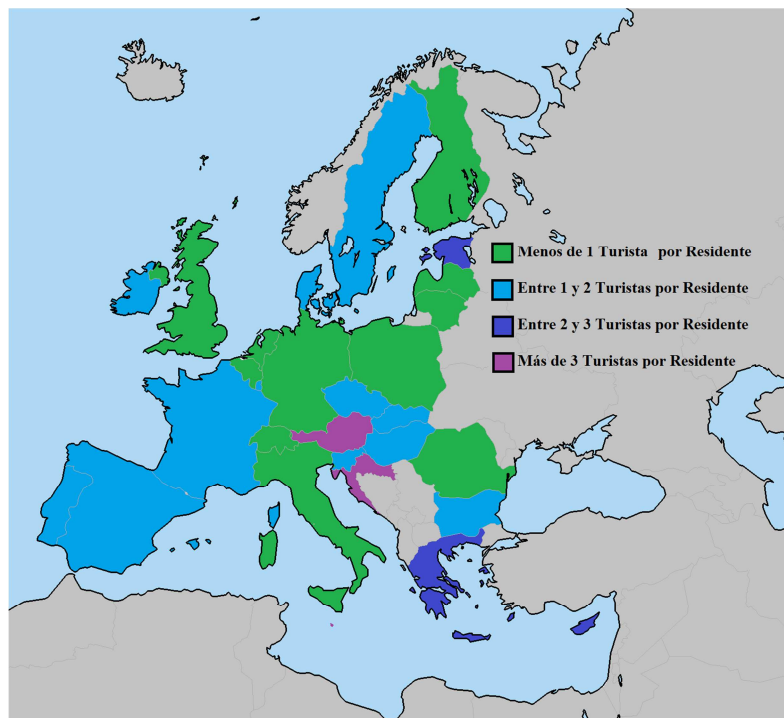 Menos de 1 Turista por Residente
Entre 1 y 2 Turistas por Residente
Entre 2 y 3 Turistas por Residente
Más de 3 Turistas por Residente